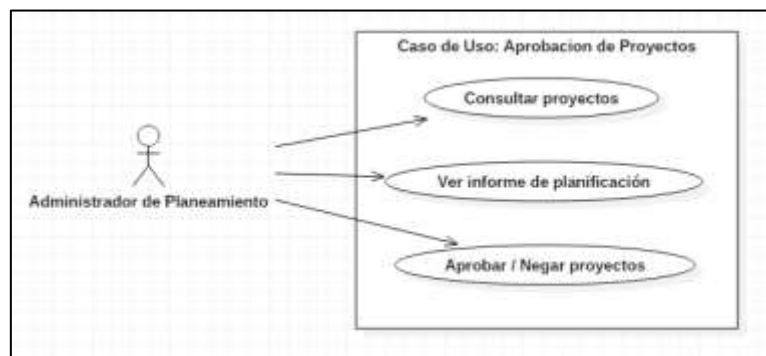 Caso de Uso: Aprobacion de Proyectos
Consultar proyectos
Administrador de Planeamiento
Ver informe de planificación
Aprobar / Negar proyectos